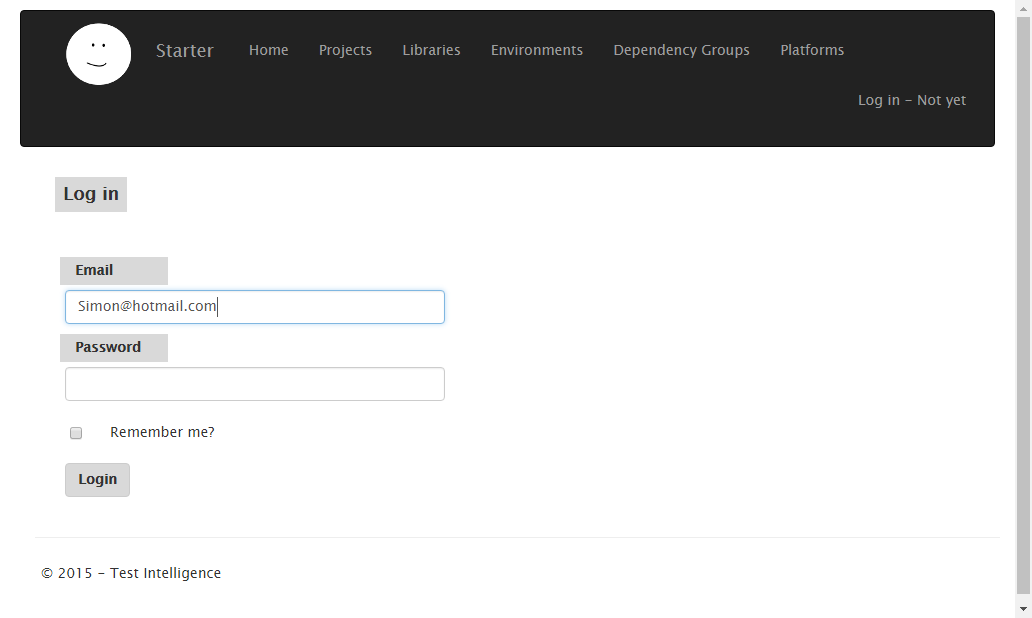 Starter Home Projects Libraries Environments Dependency Groups Platforms
Log in - Not yet
Log in
Email
Simon@hotmail.com
Password
Remember me?
Login
© 2015 - Test Intelligence